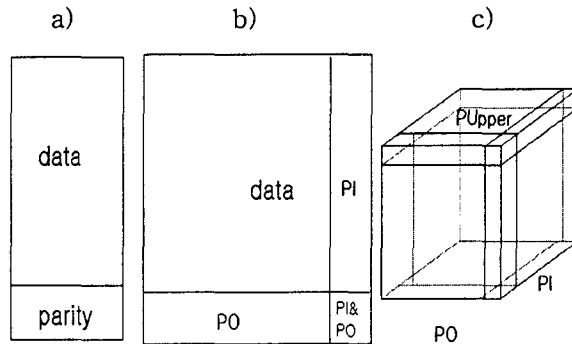 a) b) c)
PUpper
data
data
PI
PI
parity
PO
PI&
PO
PO